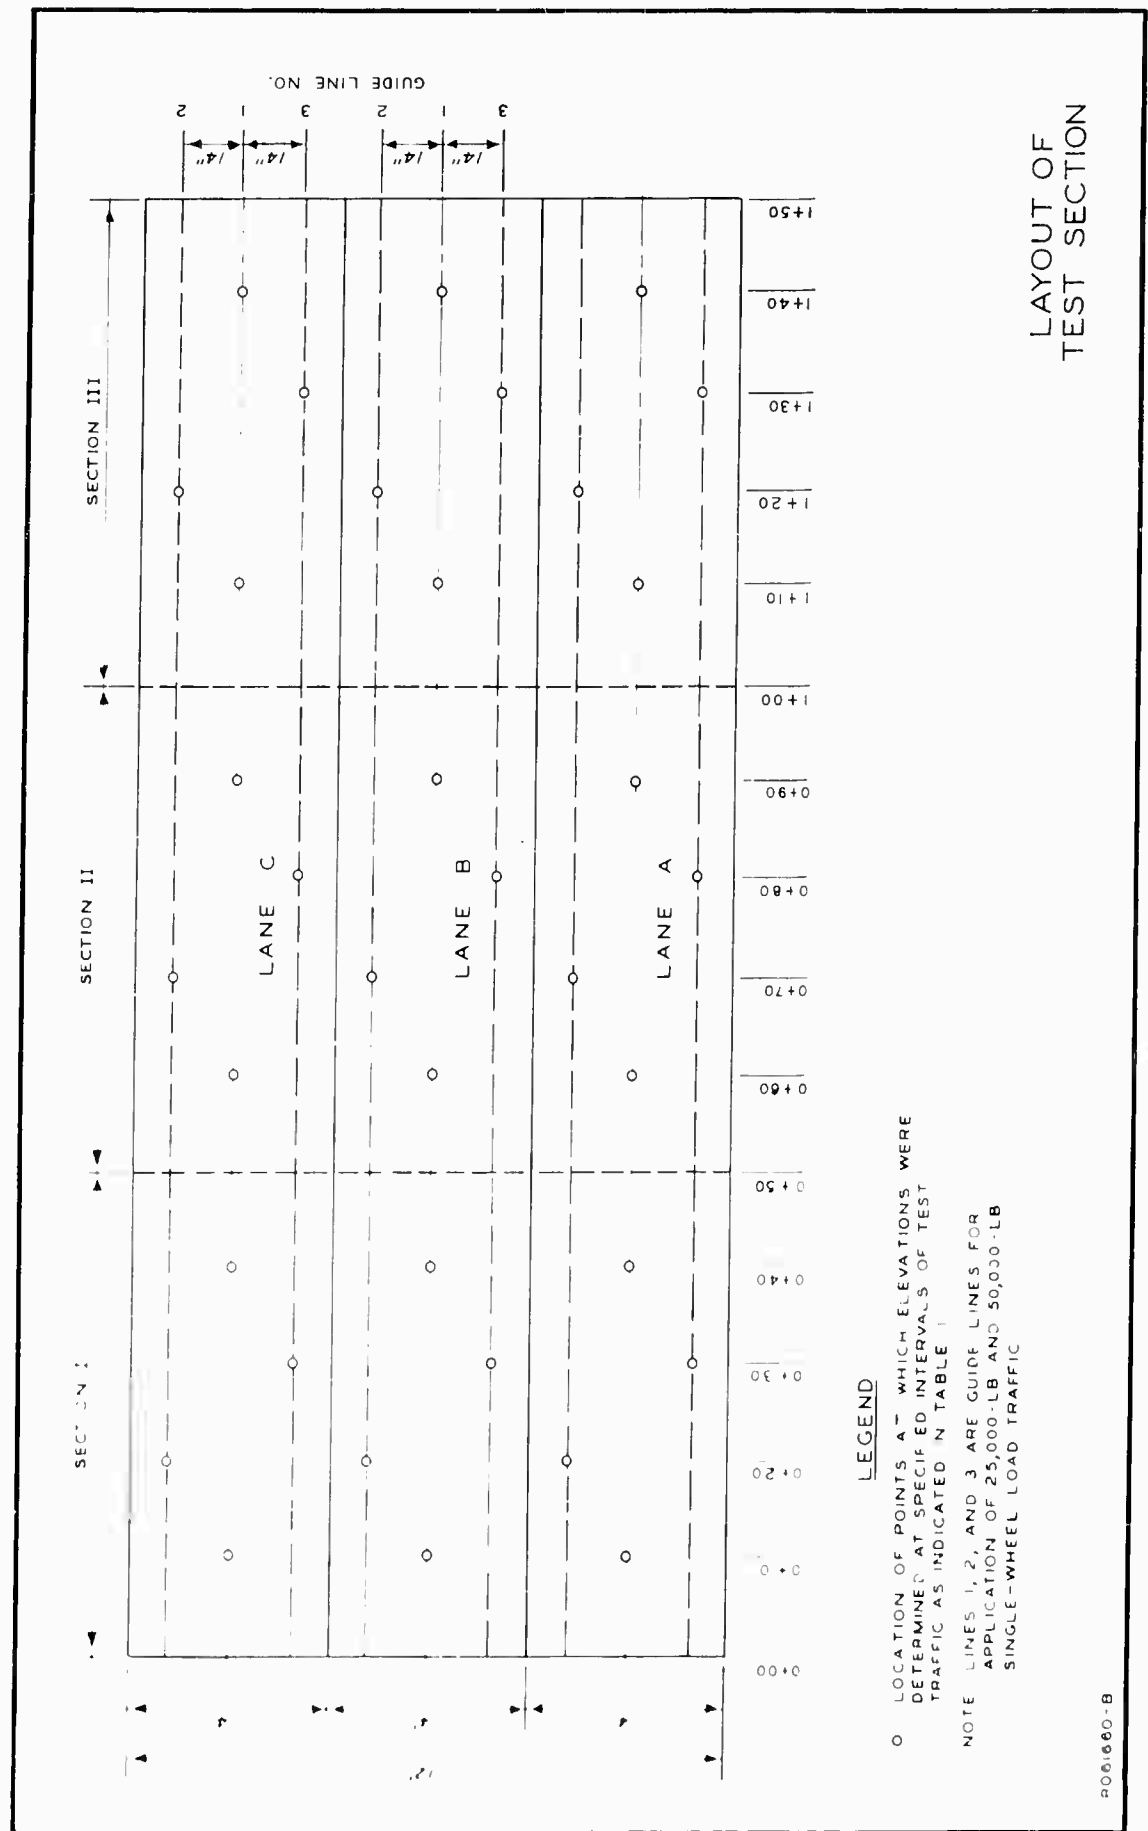 SECTION II
SECTION III
GUIDE LINE NO.
2
14"
1
14"
3
2
14"
1
14"
3
LANE C
LANE B
LANE A
12'
0+00
0+20
0+30
0+40
0+50
0+60
0+70
0+80
0+90
1+00
1+10
1+20
1+30
1+40
1+50
LEGEND
O LOCATION OF POINTS AT WHICH ELEVATIONS WERE
DETERMINED AT SPECIFIED INTERVALS OF TEST
TRAFFIC AS INDICATED IN TABLE 1
NOTE LINES 1, 2, AND 3 ARE GUIDE LINES FOR
APPLICATION OF 25,000-LB AND 50,000-LB
SINGLE-WHEEL LOAD TRAFFIC
LAYOUT OF
TEST SECTION